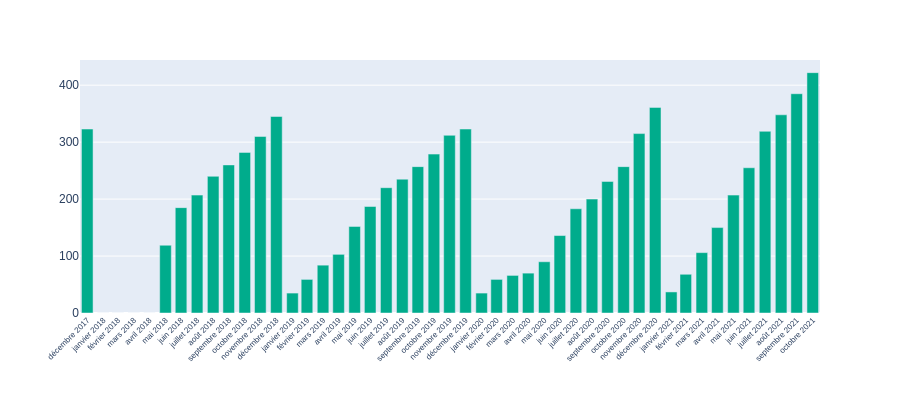 400
300
200
100
0
décembre 2017
janvier 2018
février 2018
mars 2018
avril 2018
mai 2018
juin 2018
juillet 2018
août 2018
septembre 2018
octobre 2018
novembre 2018
décembre 2018
janvier 2019
février 2019
mars 2019
avril 2019
mai 2019
juin 2019
juillet 2019
août 2019
septembre 2019
octobre 2019
novembre 2019
décembre 2019
janvier 2020
février 2020
mars 2020
avril 2020
mai 2020
juin 2020
juillet 2020
août 2020
septembre 2020
octobre 2020
novembre 2020
décembre 2020
janvier 2021
février 2021
mars 2021
avril 2021
mai 2021
juin 2021
juillet 2021
août 2021
septembre 2021
octobre 2021